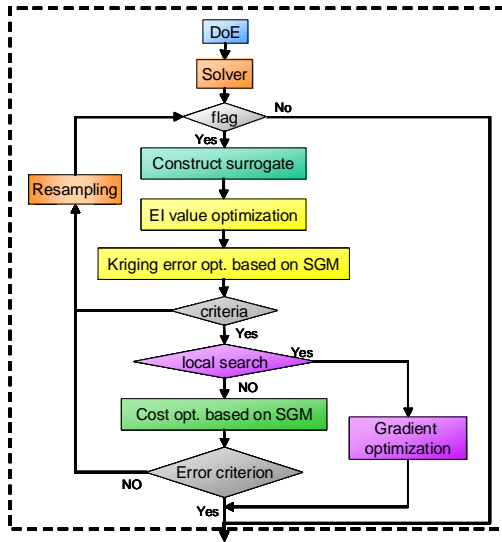 DoE
Solver
flag
No
Yes
Construct surrogate
Resampling
EI value optimization
Kriging error opt. based on SGM
criteria
Yes
local search
Yes
NO
Cost opt. based on SGM
Gradient
optimization
Error criterion
NO
Yes